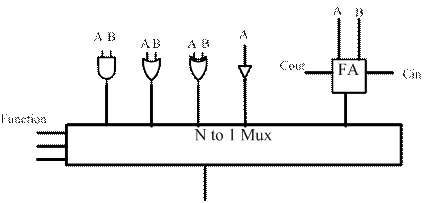 A B
A B
A B
A
A B
Cout
FA
Cin
Function
N to 1 Mux